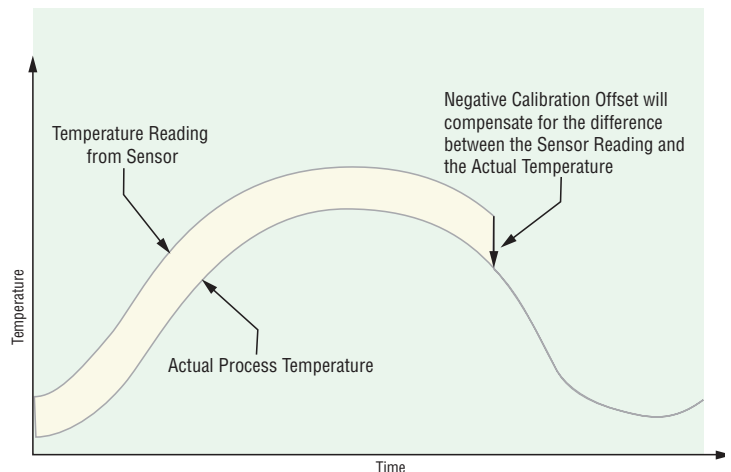 Negative Calibration Offset will
compensate for the difference
between the Sensor Reading and
the Actual Temperature
Temperature Reading
from Sensor
Temperature
Actual Process Temperature
Time